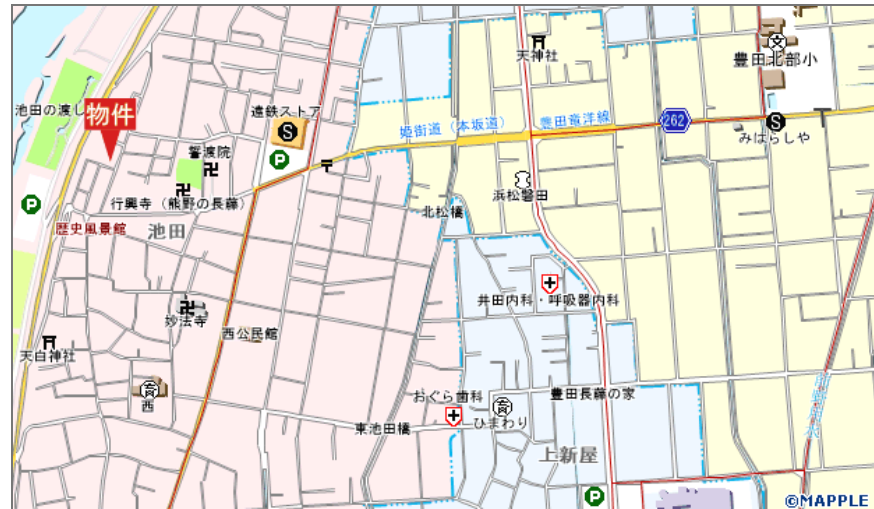 天神社
豊田北部小
池田の渡し
物件
遠鉄ストア
S
姫街道（本坂道）
豊田竜洋線
262
S
みはらしや
誓渡院
P
P
行興寺（熊野の長藤）
北松橋
浜松磐田
歴史風景館
池田
井田内科・呼吸器内科
妙法寺
西公民館
天白神社
西
おぐら歯科
豊田長藤の家
ひまわり
東池田橋
上新屋
P
©MAPPLE